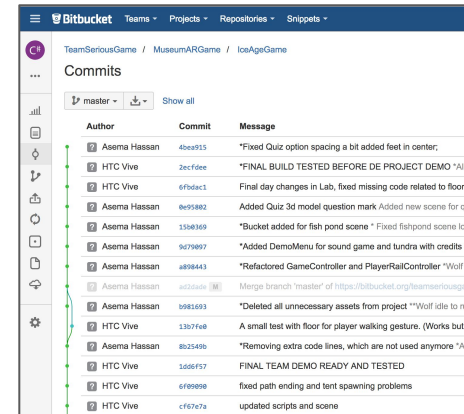 Bitbucket Teams Projects Repositories Snippets
C#
TeamSeriousGame / MuseumARGame / IceAgeGame
Commits
master Show all
Author Commit Message
? Asema Hassan 4bea915 *Fixed Quiz option spacing a bit added feet in center;
? HTC Vive 2ecfdee *FINAL BUILD TESTED BEFORE DE PROJECT DEMO *Al
? HTC Vive 6fbdac1 Final day changes in Lab, fixed missing code related to floor
? Asema Hassan 0e95802 Added Quiz 3d model question mark Added new scene for q
? Asema Hassan 15b0369 *Bucket added for fish pond scene * Fixed fishpond scene lo
? Asema Hassan 9d79097 *Added DemoMenu for sound game and tundra with credits
? Asema Hassan a898443 *Refactored GameController and PlayerRailController *Wolf
? Asema Hassan ad3dade M Merge branch 'master' of https://bitbucket.org/teamseriousga
? Asema Hassan b981693 *Deleted all unnecessary assets from project **Wolf idle to r
? HTC Vive 13b7fe0 A small test with floor for player walking gesture. (Works but
? Asema Hassan 8b2549b *Removing extra code lines, which are not used anymore *A
? HTC Vive 1dd6f57 FINAL TEAM DEMO READY AND TESTED
? HTC Vive 6f09090 fixed path ending and tent spawning problems
? HTC Vive cf67e7a updated scripts and scene